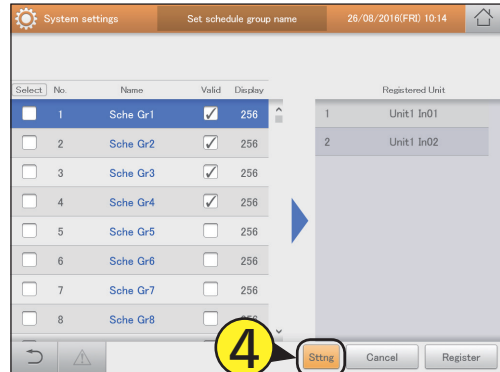 System settings Set schedule group name 26/08/2016(FRI) 10:14
Select No. Name Valid Display Registered Unit
1 Sche Gr1 256 1 Unit1 In01
2 Sche Gr2 256 2 Unit1 In02
3 Sche Gr3 256
4 Sche Gr4 256
5 Sche Gr5 256
6 Sche Gr6 256
7 Sche Gr7 256
8 Sche Gr8 256
4 Sttng Cancel Register